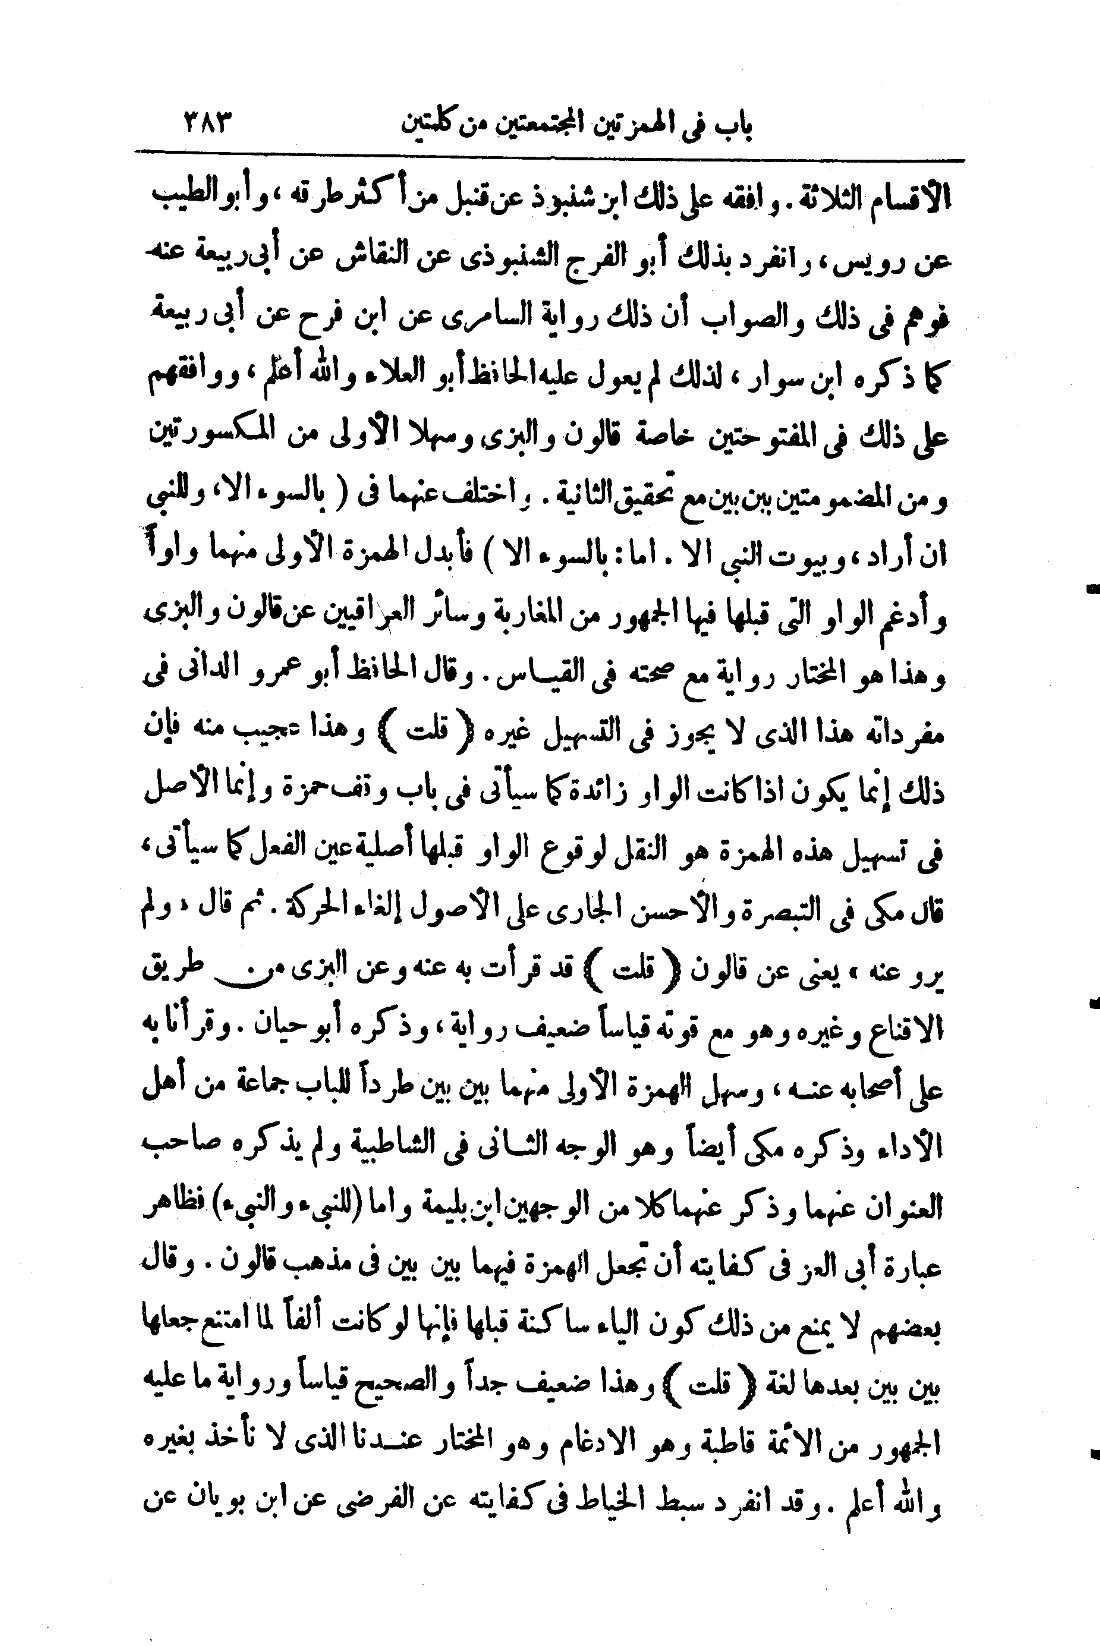 باب فى الهمزتين المجتمعتين من كلمتين ٣٨٣
الأقسام الثلاثة. وافقه على ذلك ابن شنبوذ عن قنبل من أكثر طرقه، وأبو الطيب
عن رويس، وانفرد بذلك أبو الفرج الشنبوذى عن النقاش عن أبى ربيعة عنه
فوهم فى ذلك والصواب أن ذلك رواية السامرى عن ابن فرح عن أبى ربيعة
كما ذكره ابن سوار، لذلك لم يعول عليه الحافظ أبو العلاء والله أعلم، ووافقهم
على ذلك فى المفتوحتين خاصة قالون والبزى وسهلا الأولى من المكسورتين
ومن المضمومتين بين بين مع تحقيق الثانية. واختلف عنهما فى (بالسوء الا، وللنبى
ان أراد، وبيوت النبى الا. اما: بالسوء الا) فأبدل الهمزة الأولى منهما واواً
وأدغم الواو التى قبلها فيها الجمهور من المغاربة وسائر العراقيين عن قالون والبزى
وهذا هو المختار رواية مع صحته فى القياس. وقال الحافظ أبو عمرو الدانى فى
مفرداته هذا الذى لا يجوز فى التسهيل غيره (قلت) وهذا عجيب منه فإن
ذلك إنما يكون اذا كانت الواو زائدة كما سيأتى فى باب وقف حمزة وإنما الأصل
فى تسهيل هذه الهمزة هو النقل لوقوع الواو قبلها أصلية عين الفعل كما سيأتى،
قال مكى فى التبصرة والأحسن الجارى على الأصول إلغاء الحركة. ثم قال «ولم
يرو عنه» يعنى عن قالون (قلت) قد قرأت به عنه وعن البزى من طريق
الاقناع وغيره وهو مع قوته قياساً ضعيف رواية، وذكره أبو حيان. وقرأنا به
على أصحابه عنه، وسهل الهمزة الأولى منهما بين بين طرداً للباب جماعة من أهل
الأداء وذكره مكى أيضاً وهو الوجه الثانى فى الشاطبية ولم يذكره صاحب
العنوان عنهما وذكر عنهما كلا من الوجهين ابن بليمة واما (للنبىء والنبىء) فظاهر
عبارة أبى العز فى كفايته أن تجعل الهمزة فيهما بين بين فى مذهب قالون. وقال
بعضهم لا يمنع من ذلك كون الياء ساكنة قبلها فإنها لو كانت ألفاً لما امتنع جعلها
بين بين بعدها لغة (قلت) وهذا ضعيف جداً والصحيح قياساً ورواية ما عليه
الجمهور من الائمة قاطبة وهو الادغام وهو المختار عندنا الذى لا نأخذ بغيره
والله أعلم. وقد انفرد سبط الخياط فى كفايته عن الفرضى عن ابن بويان عن